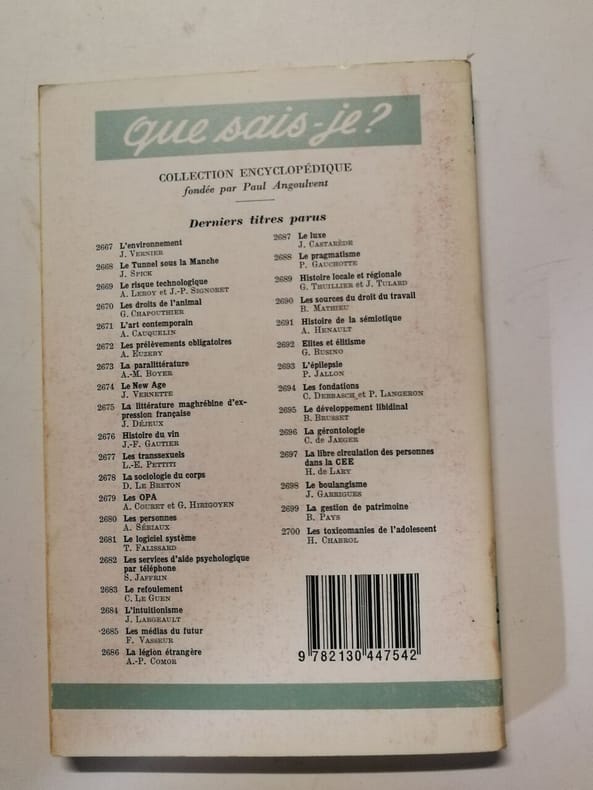 Que sais-je?
COLLECTION ENCYCLOPÉDIQUE
fondée par Paul Angoulvent
Derniers titres parus
2667 L'environnement
J. VERNIER
2668 Le Tunnel sous la Manche
J. SPICK
2669 Le risque technologique
A. LEROY et J.-P. SIGNORET
2670 Les droits de l'animal
G. CHAPOUTHIER
2671 L'art contemporain
A. CAUQUELIN
2672 Les prélèvements obligatoires
A. EUZEBY
2673 La paralittérature
A.-M. BOYER
2674 Le New Age
J. VERNETTE
2675 La littérature maghrébine d'ex-
pression française
J. DÉJEUX
2676 Histoire du vin
J.-F. GAUTIER
2677 Les transsexuels
L.-E. PETTITI
2678 La sociologie du corps
D. LE BRETON
2679 Les OPA
A. COURET et G. HIRIGOYEN
2680 Les personnes
A. SÉRIAUX
2681 Le logiciel système
T. FALISSARD
2682 Les services d'aide psychologique
par téléphone
S. JAFFRIN
2683 Le refoulement
C. LE GUEN
2684 L'intuitionisme
J. LARGEAULT
2685 Les médias du futur
F. VASSEUR
2686 La légion étrangère
A.-P. COMOR
2687 Le luxe
J. CASTARÈDE
2688 Le pragmatisme
P. GAUCHOTTE
2689 Histoire locale et régionale
G. THUILLIER et J. TULARD
2690 Les sources du droit du travail
B. MATHIEU
2691 Histoire de la sémiotique
A. HENAULT
2692 Elites et élitisme
G. BUSINO
2693 L'épilepsie
P. JALLON
2694 Les fondations
C. DEBBASCH et P. LANGERON
2695 Le développement libidinal
B. BRUSSET
2696 La gérontologie
C. de JAEGER
2697 La libre circulation des personnes
dans la CEE
H. de LARY
2698 Le boulangisme
J. GARRIGUES
2699 La gestion de patrimoine
B. PAYS
2700 Les toxicomanies de l'adolescent
H. CHABROL
9 782130 447542